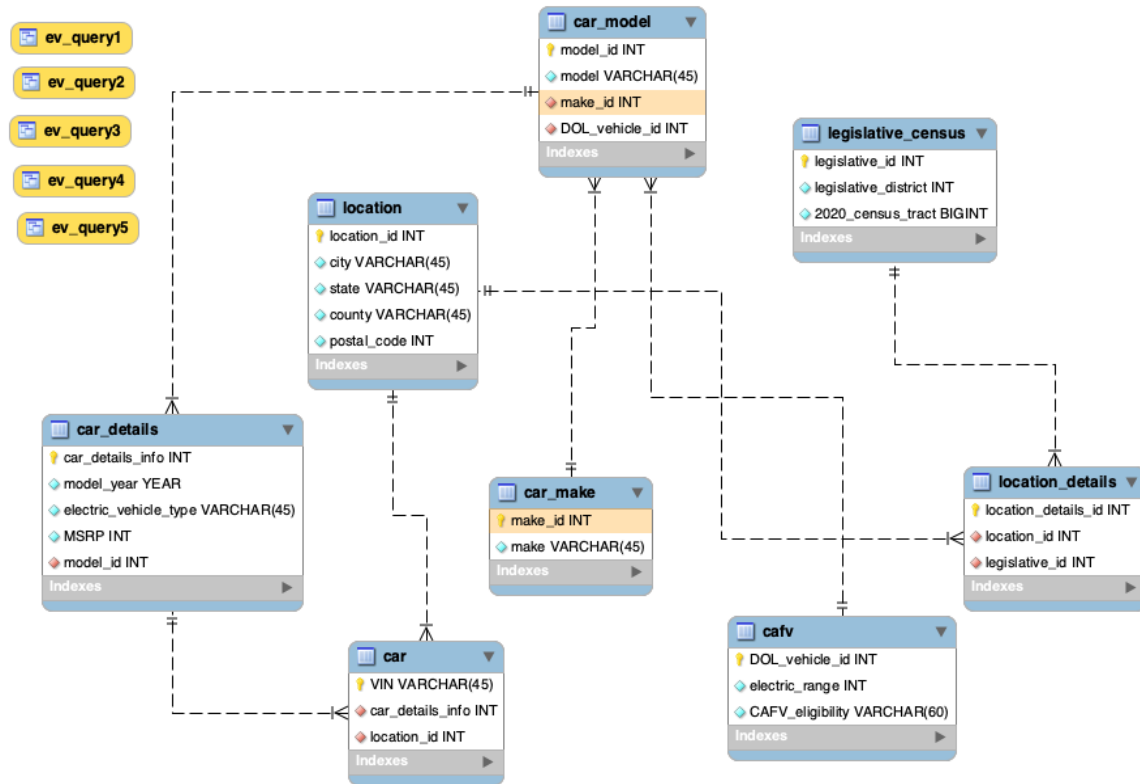 ev_query1
ev_query2
ev_query3
ev_query4
ev_query5
car_model
model_id INT
model VARCHAR(45)
make_id INT
DOL_vehicle_id INT
Indexes
legislative_census
legislative_id INT
legislative_district INT
2020_census_tract BIGINT
Indexes
location
location_id INT
city VARCHAR(45)
state VARCHAR(45)
county VARCHAR(45)
postal_code INT
Indexes
car_details
car_details_info INT
model_year YEAR
electric_vehicle_type VARCHAR(45)
MSRP INT
model_id INT
Indexes
car_make
make_id INT
make VARCHAR(45)
Indexes
location_details
location_details_id INT
location_id INT
legislative_id INT
Indexes
car
VIN VARCHAR(45)
car_details_info INT
location_id INT
Indexes
cafv
DOL_vehicle_id INT
electric_range INT
CAFV_eligibility VARCHAR(60)
Indexes